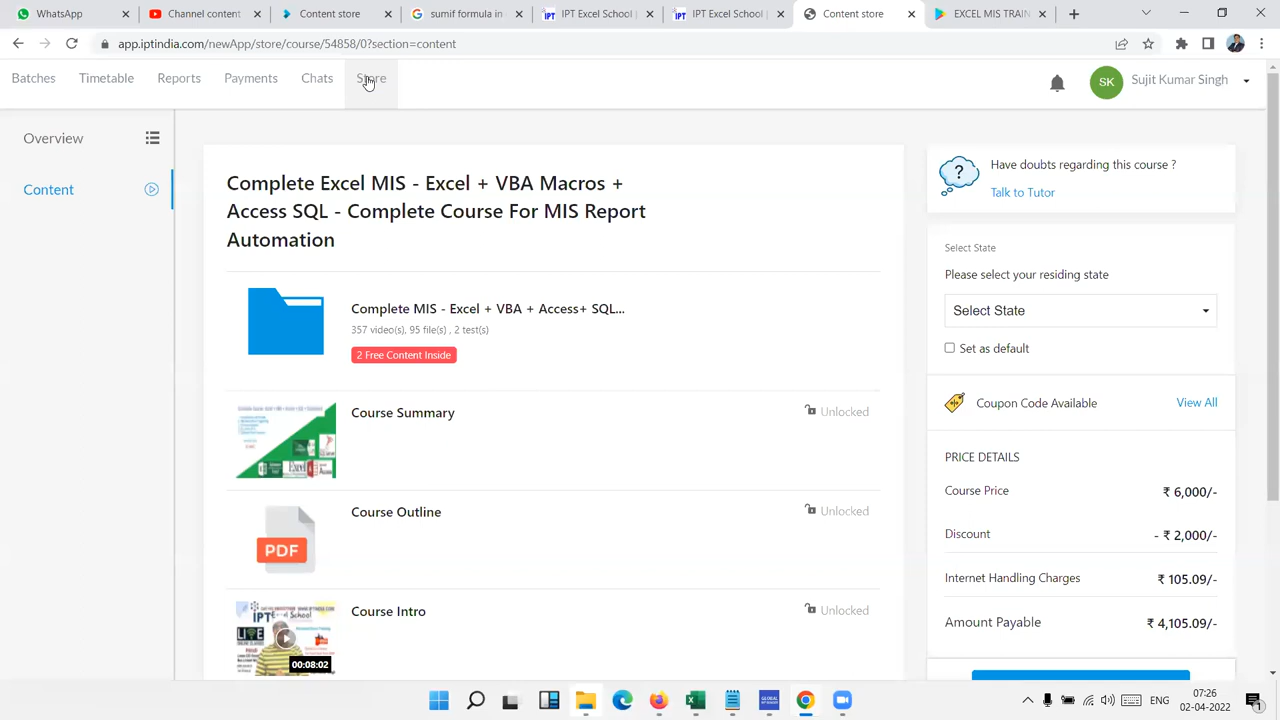 WhatsApp
Channel content
Content store
sumif formula in
IPT Excel School |
IPT Excel School |
Content store
EXCEL MIS TRAIN
app.iptindia.com/newApp/store/course/54858/0?section=content
Batches
Timetable
Reports
Payments
Chats
Store
SK
Sujit Kumar Singh
Overview
Content
Complete Excel MIS - Excel + VBA Macros +
Access SQL - Complete Course For MIS Report
Automation
Complete MIS - Excel + VBA + Access+ SQL...
357 video(s), 95 file(s) , 2 test(s)
2 Free Content Inside
Course Summary
Unlocked
Course Outline
Unlocked
PDF
Course Intro
Unlocked
IPT Excel School
LIVE
00:08:02
Have doubts regarding this course ?
Talk to Tutor
Select State
Please select your residing state
Select State
Set as default
Coupon Code Available
View All
PRICE DETAILS
Course Price
₹ 6,000/-
Discount
- ₹ 2,000/-
Internet Handling Charges
₹ 105.09/-
Amount Payable
₹ 4,105.09/-
ENG
07:26
02-04-2022